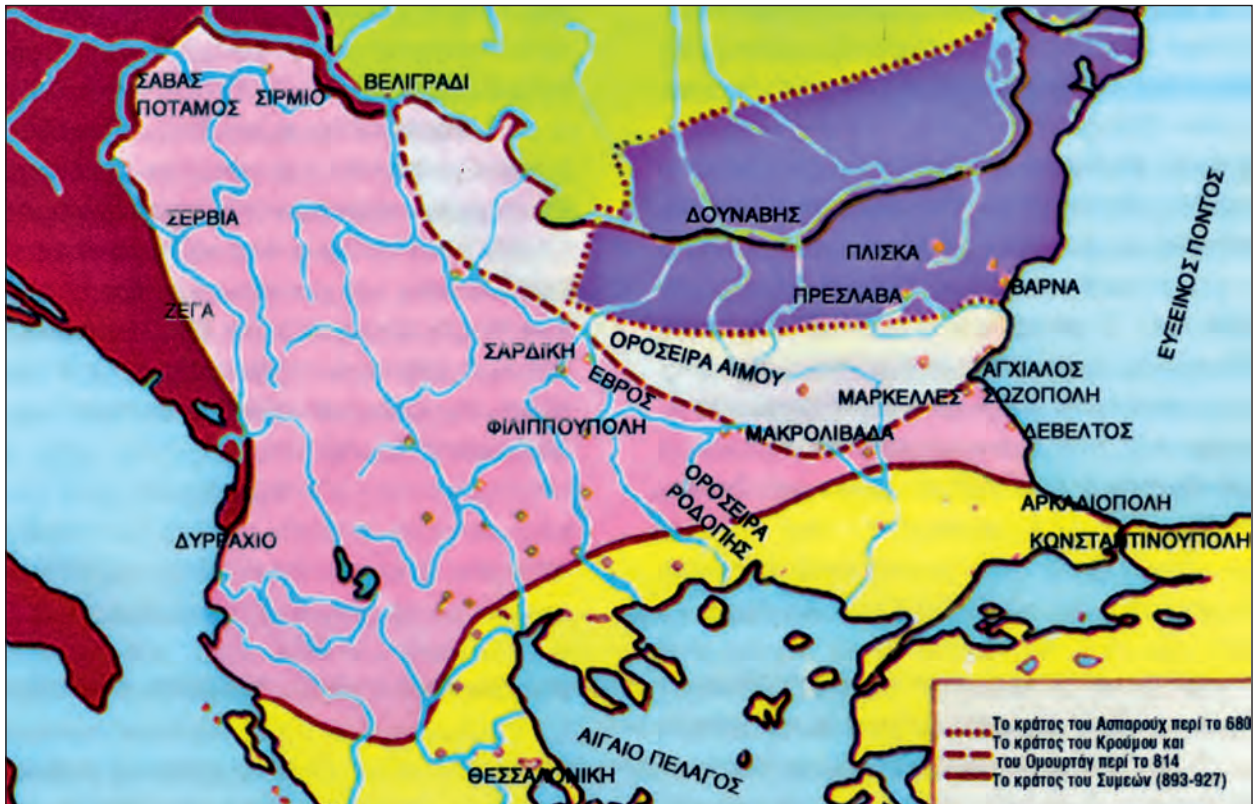 ΣΑΒΑΣ
ΠΟΤΑΜΟΣ
ΣΙΡΜΙΟ
ΒΕΛΙΓΡΑΔΙ
ΣΕΡΒΙΑ
ΔΟΥΝΑΒΗΣ
ΠΛΙΣΚΑ
ΕΥΞΕΙΝΟΣ ΠΟΝΤΟΣ
ΖΕΓΑ
ΠΡΕΣΛΑΒΑ
ΒΑΡΝΑ
ΣΑΡΔΙΚΗ
ΟΡΟΣΕΙΡΑ ΑΙΜΟΥ
ΑΓΧΙΑΛΟΣ
ΕΒΡΟΣ
ΜΑΡΚΕΛΛΕΣ
ΣΩΖΟΠΟΛΗ
ΦΙΛΙΠΠΟΥΠΟΛΗ
ΜΑΚΡΟΛΙΒΑΔΑ
ΔΕΒΕΛΤΟΣ
ΟΡΟΣΕΙΡΑ
ΡΟΔΟΠΗΣ
ΑΡΚΑΔΙΟΠΟΛΗ
ΔΥΡΡΑΧΙΟ
ΚΩΝΣΤΑΝΤΙΝΟΥΠΟΛΗ
ΑΙΓΑΙΟ ΠΕΛΑΓΟΣ
ΘΕΣΣΑΛΟΝΙΚΗ
Το κράτος του Ασπαρούχ περί το 680
Το κράτος του Κρούμου και
του Ομουρτάγ περί το 814
Το κράτος του Συμεών (893-927)